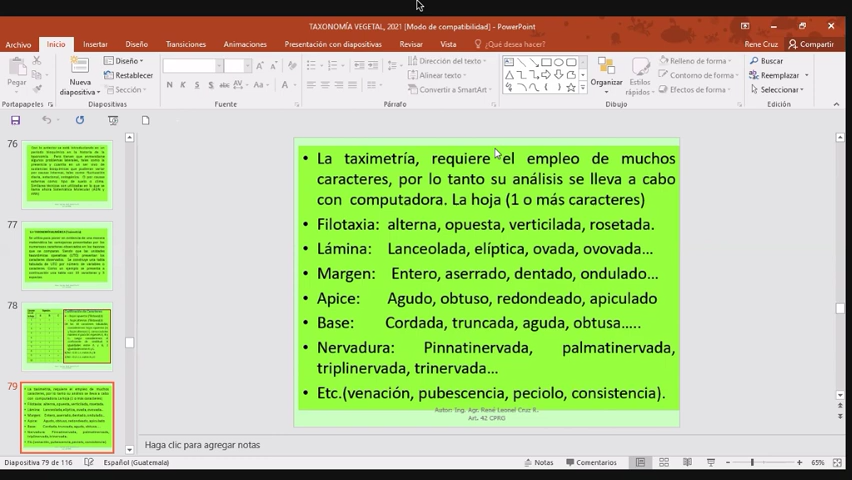 TAXONOMÍA VEGETAL, 2021 [Modo de compatibilidad] - PowerPoint
Archivo Inicio Insertar Diseño Transiciones Animaciones Presentación con diapositivas Revisar Vista ¿Qué desea hacer? Rene Cruz Compartir
Pegar
Nueva diapositiva
Diseño
Restablecer
Sección
N K S
Dirección del texto
Alinear texto
Convertir a SmartArt
Organizar
Estilos rápidos
Relleno de forma
Contorno de forma
Efectos de forma
Buscar
Reemplazar
Seleccionar
Portapapeles Diapositivas Fuente Párrafo Dibujo Edición
76
77
78
79
• La taximetría, requiere el empleo de muchos
caracteres, por lo tanto su análisis se lleva a cabo
con computadora. La hoja (1 o más caracteres)
• Filotaxia: alterna, opuesta, verticilada, rosetada.
• Lámina: Lanceolada, elíptica, ovada, ovovada...
• Margen: Entero, aserrado, dentado, ondulado...
• Apice: Agudo, obtuso, redondeado, apiculado
• Base: Cordada, truncada, aguda, obtusa.....
• Nervadura: Pinnatinervada, palmatinervada,
triplinervada, trinervada...
• Etc.(venación, pubescencia, peciolo, consistencia).
Autor: Ing. Agr. René Leonel Cruz R.
Art. 42 CPRG
Haga clic para agregar notas
Diapositiva 79 de 116 Español (Guatemala) Notas Comentarios 65%